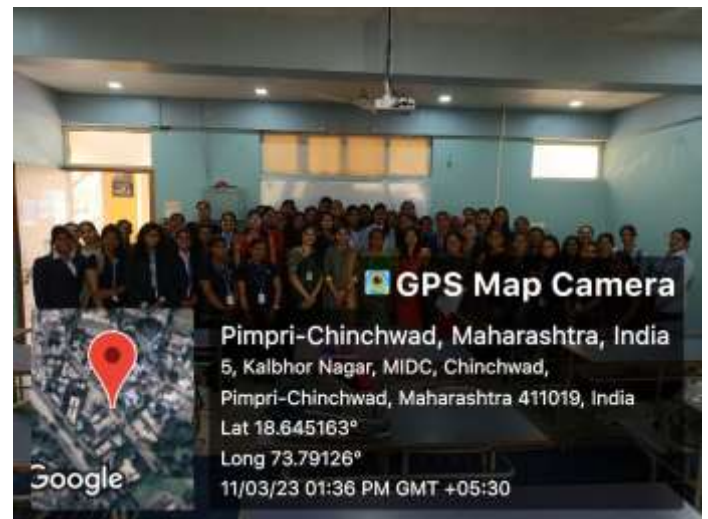 GPS Map Camera
Pimpri-Chinchwad, Maharashtra, India
5, Kalbhor Nagar, MIDC, Chinchwad,
Pimpri-Chinchwad, Maharashtra 411019, India
Lat 18.645163°
Long 73.79126°
Google
11/03/23 01:36 PM GMT +05:30